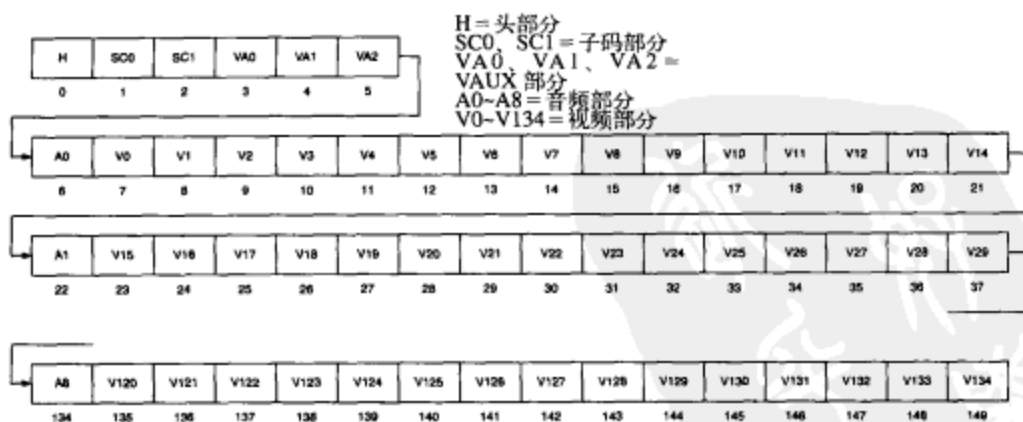 H = 头部分
SC0、SC1 = 子码部分
VA0、VA1、VA2 =
VAUX 部分
A0~A8 = 音频部分
V0~V134 = 视频部分
H SC0 SC1 VA0 VA1 VA2
0 1 2 3 4 5
A0 V0 V1 V2 V3 V4 V5 V6 V7 V8 V9 V10 V11 V12 V13 V14
6 7 8 9 10 11 12 13 14 15 16 17 18 19 20 21
A1 V15 V16 V17 V18 V19 V20 V21 V22 V23 V24 V25 V26 V27 V28 V29
22 23 24 25 26 27 28 29 30 31 32 33 34 35 36 37
A8 V120 V121 V122 V123 V124 V125 V126 V127 V128 V129 V130 V131 V132 V133 V134
134 135 136 137 138 139 140 141 142 143 144 145 146 147 148 149